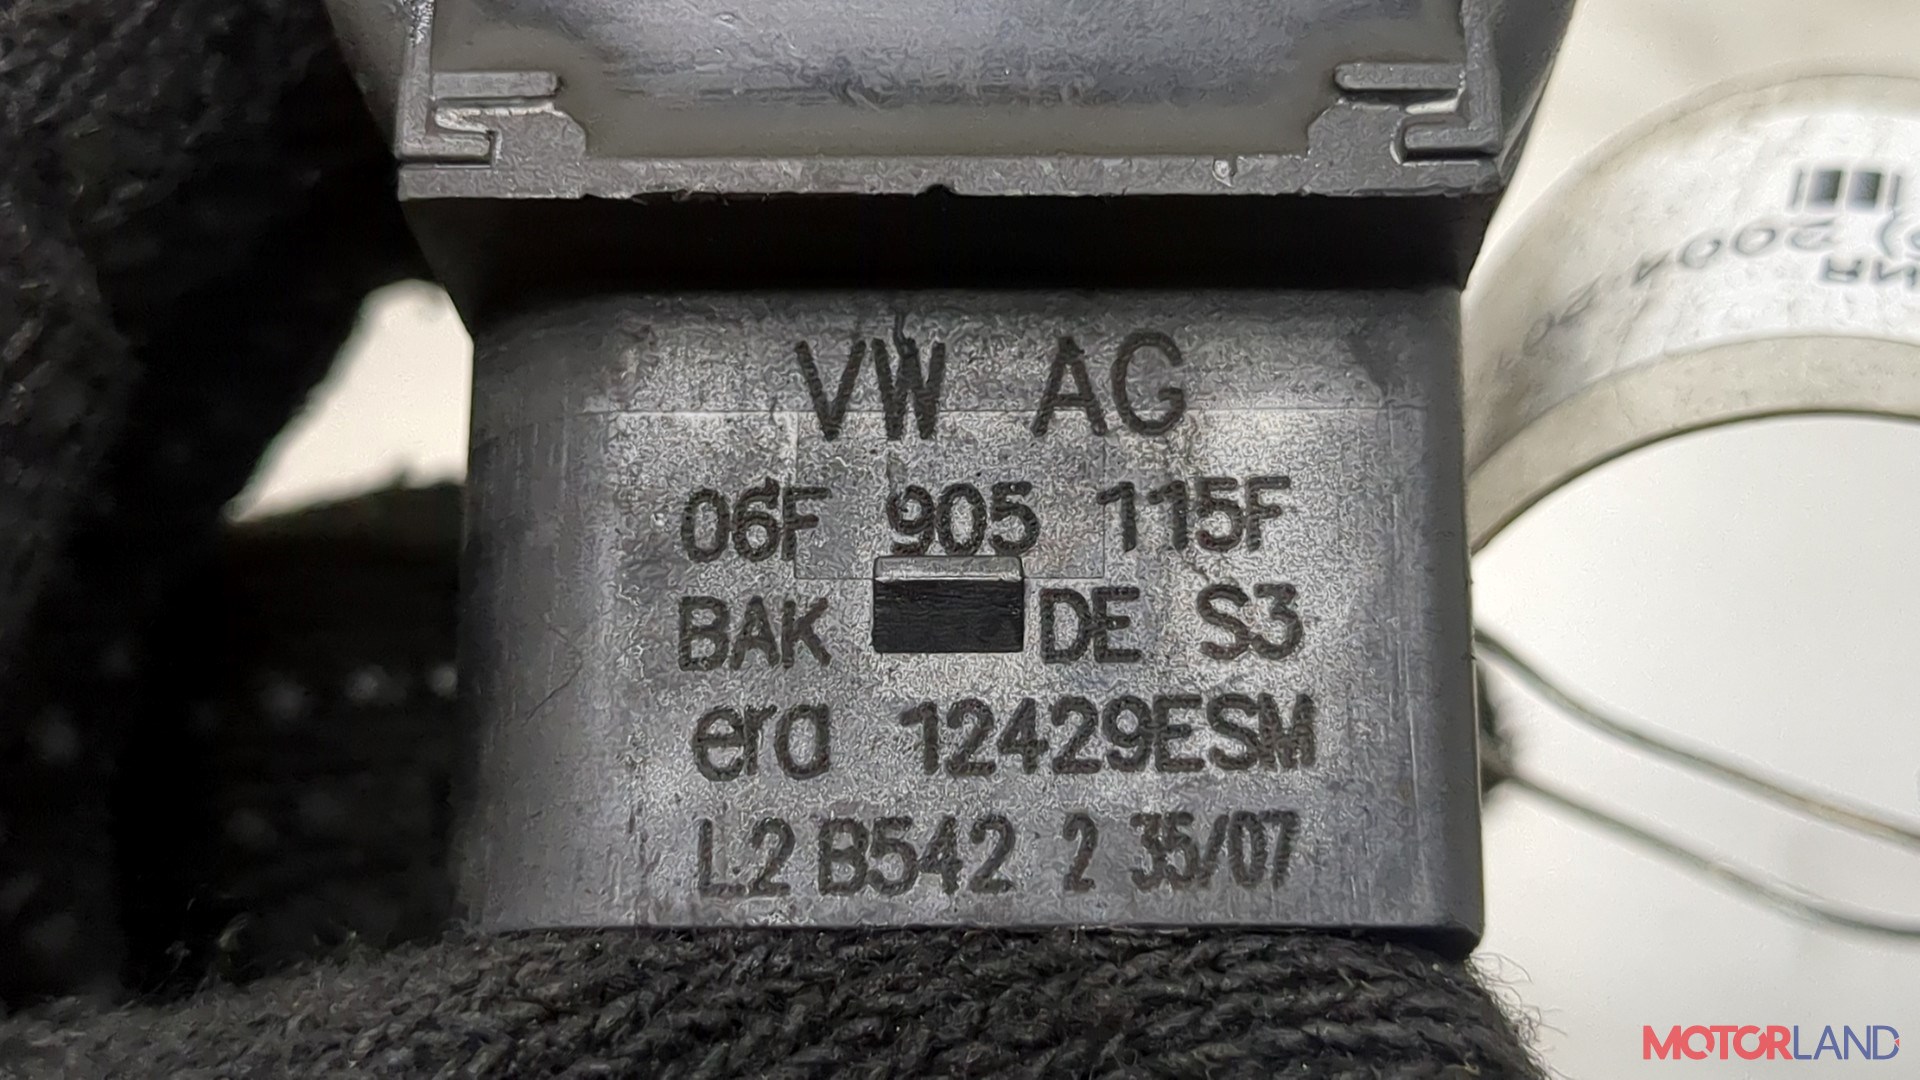 VW AG
06F 905 115F
BAK DE S3
era 12429ESM
L2 B542 2 35/07
MOTORLAND